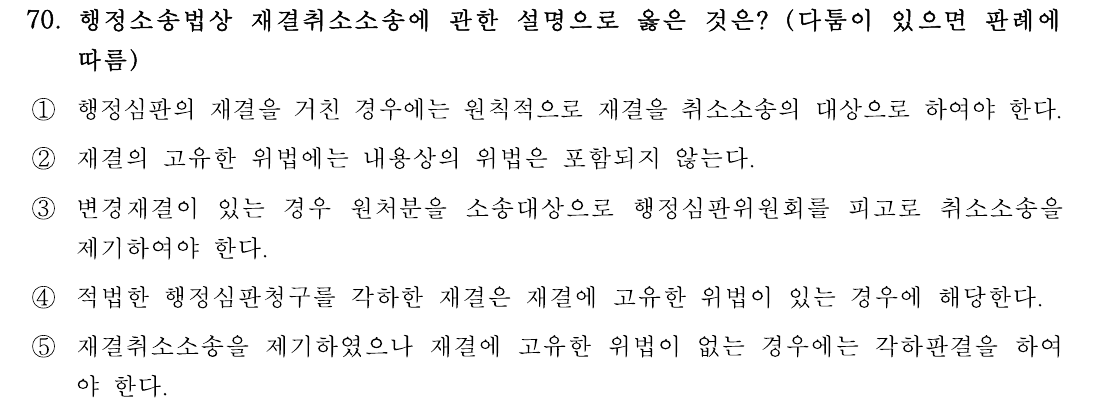 70. 행정소송법상 재결취소소송에 관한 설명으로 옳은 것은? (다툼이 있으면 판례에
따름)
① 행정심판의 재결을 거친 경우에는 원칙적으로 재결을 취소소송의 대상으로 하여야 한다.
② 재결의 고유한 위법에는 내용상의 위법은 포함되지 않는다.
③ 변경재결이 있는 경우 원처분을 소송대상으로 행정심판위원회를 피고로 취소소송을
제기하여야 한다.
④ 적법한 행정심판청구를 각하한 재결은 재결에 고유한 위법이 있는 경우에 해당한다.
⑤ 재결취소소송을 제기하였으나 재결에 고유한 위법이 없는 경우에는 각하판결을 하여
야 한다.